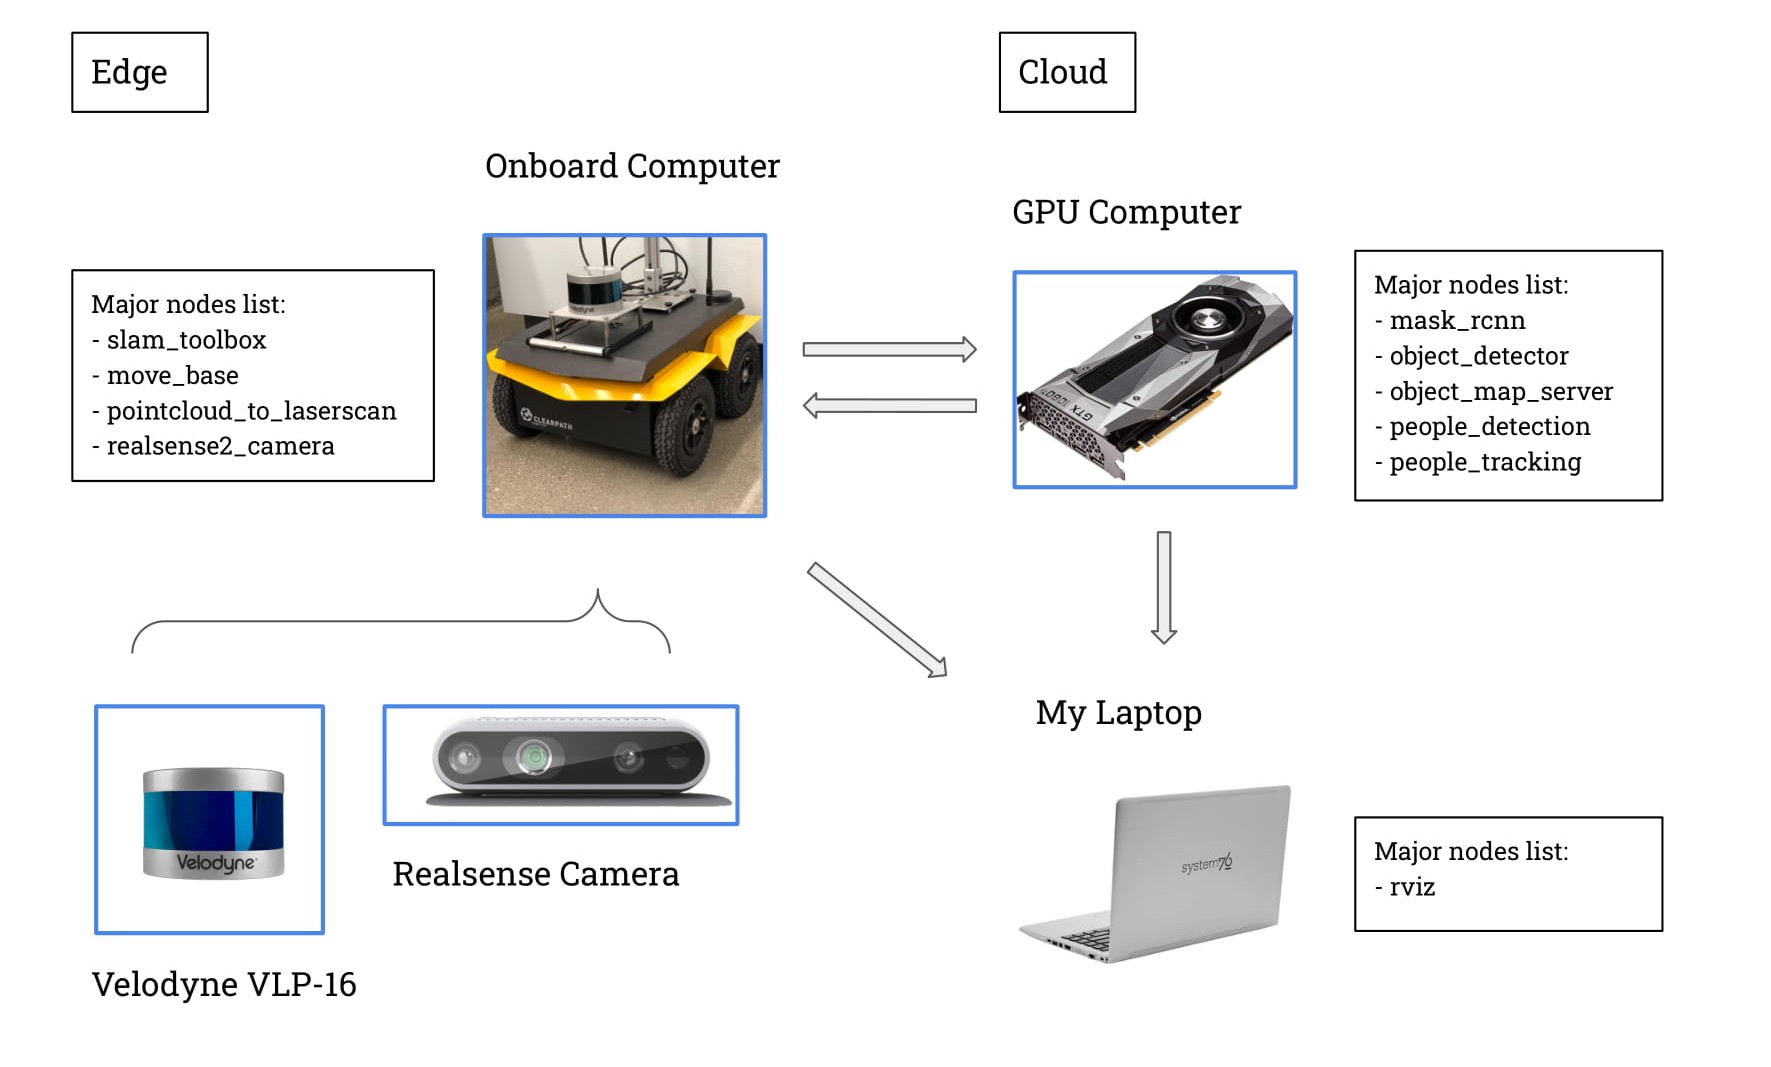 Edge
Cloud
Onboard Computer
GPU Computer
Major nodes list:
- slam_toolbox
- move_base
- pointcloud_to_laserscan
- realsense2_camera
CLEARPATH
GTX 1080Ti
Major nodes list:
- mask_rcnn
- object_detector
- object_map_server
- people_detection
- people_tracking
My Laptop
Velodyne
Realsense Camera
system76
Major nodes list:
- rviz
Velodyne VLP-16